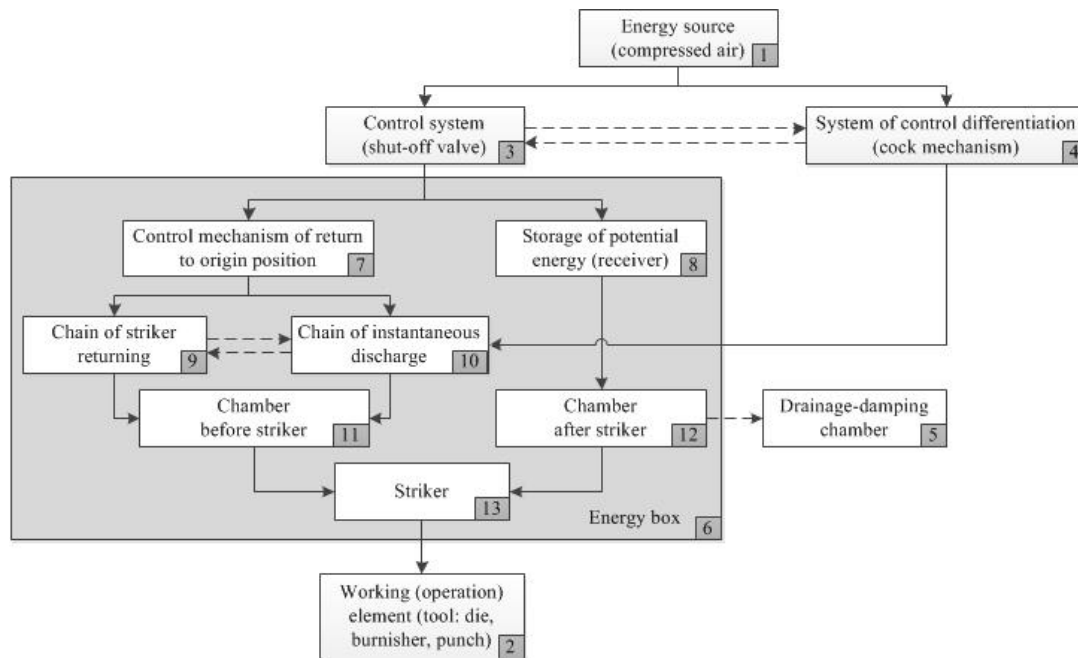 Energy source
(compressed air)
1
Control system
(shut-off valve)
3
System of control differentiation
(cock mechanism)
4
Control mechanism of return
to origin position
7
Storage of potential
energy (receiver)
8
Chain of striker
returning
9
Chain of instantaneous
discharge
10
Chamber
before striker
11
Chamber
after striker
12
Drainage-damping
chamber
5
Striker
13
Energy box
6
Working (operation)
element (tool: die,
burnisher, punch)
2